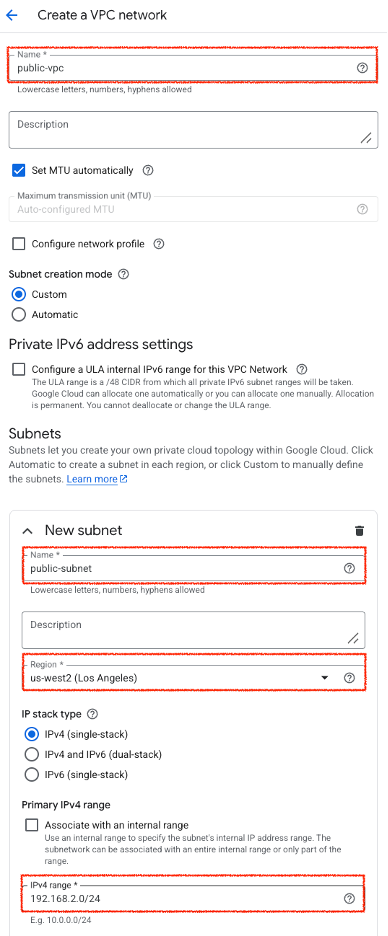 Create a VPC network
Name *
public-vpc
Lowercase letters, numbers, hyphens allowed
Description
Set MTU automatically
Maximum transmission unit (MTU)
Auto-configured MTU
Configure network profile
Subnet creation mode
Custom
Automatic
Private IPv6 address settings
Configure a ULA internal IPv6 range for this VPC Network
The ULA range is a /48 CIDR from which all private IPv6 subnet ranges will be taken.
Google Cloud can allocate one automatically or you can allocate one manually. Allocation
is permanent. You cannot deallocate or change the ULA range.
Subnets
Subnets let you create your own private cloud topology within Google Cloud. Click
Automatic to create a subnet in each region, or click Custom to manually define
the subnets. Learn more
New subnet
Name *
public-subnet
Lowercase letters, numbers, hyphens allowed
Description
Region *
us-west2 (Los Angeles)
IP stack type
IPv4 (single-stack)
IPv4 and IPv6 (dual-stack)
IPv6 (single-stack)
Primary IPv4 range
Associate with an internal range
Use an internal range to specify the subnet's internal IP address range. The
subnetwork can be associated with an entire internal range or only part of the
range.
IPv4 range *
192.168.2.0/24
E.g. 10.0.0.0/24